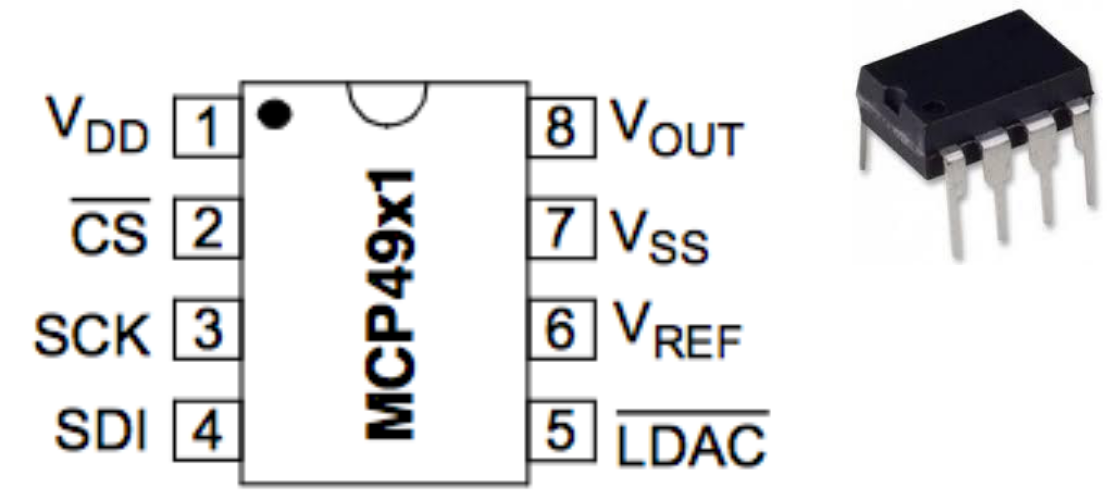 VDD 1 8 VOUT
CS 2 7 VSS
SCK 3 6 VREF
SDI 4 5 LDAC
MCP49x1